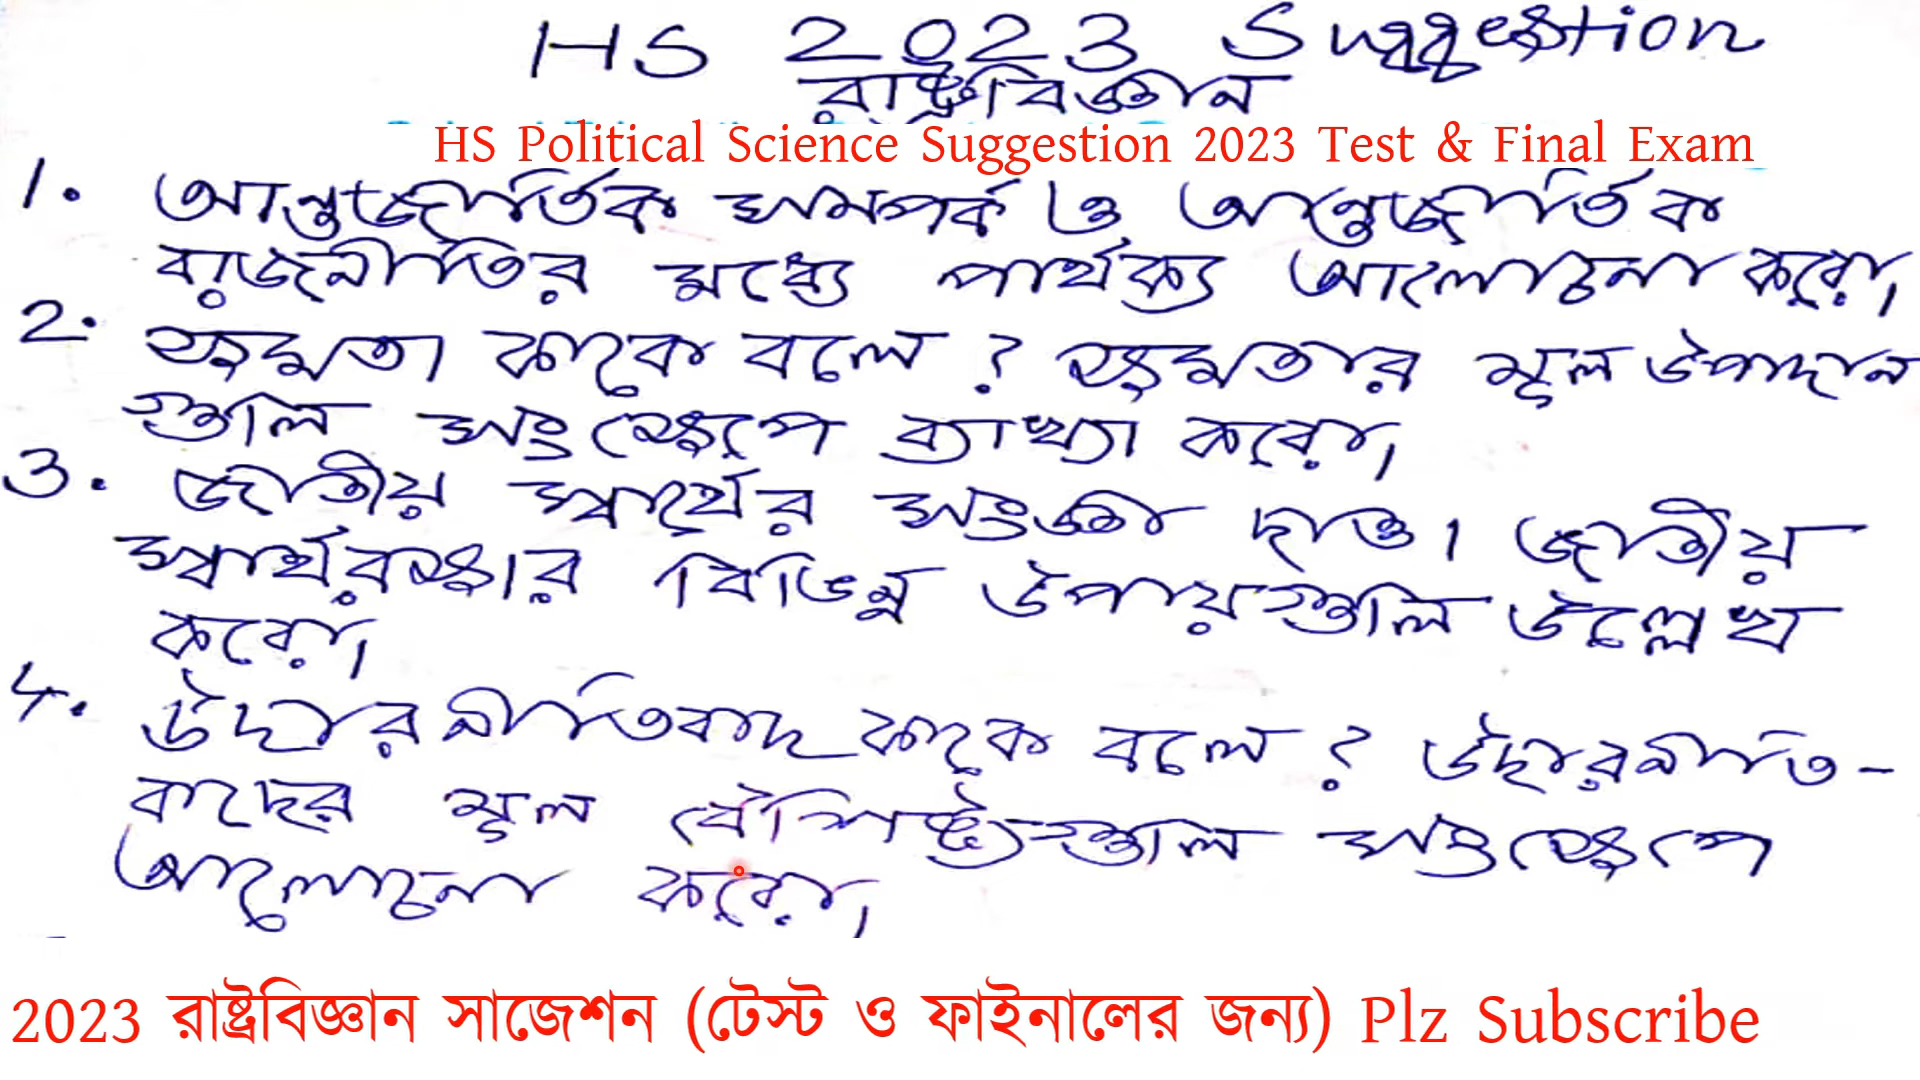 HS 2023 Suggestion
রাষ্ট্রবিজ্ঞান
HS Political Science Suggestion 2023 Test & Final Exam
1. আন্তর্জাতিক সম্পর্ক ও আন্তর্জাতিক
রাজনীতির মধ্যে পার্থক্য আলোচনা করো।
2. ক্ষমতা কাকে বলে ? ক্ষমতার মূল উপাদান
গুলি সংক্ষেপে ব্যাখ্যা করো।
3. জাতীয় স্বার্থের সংজ্ঞা দাও। জাতীয়
স্বার্থরক্ষার বিভিন্ন উপায়গুলি উল্লেখ
করো।
4. উদারনীতিবাদ কাকে বলে ? উদারনীতি-
বাদের মূল বৈশিষ্ট্যগুলি সংক্ষেপে
আলোচনা করো।
2023 রাষ্ট্রবিজ্ঞান সাজেশন (টেস্ট ও ফাইনালের জন্য) Plz Subscribe